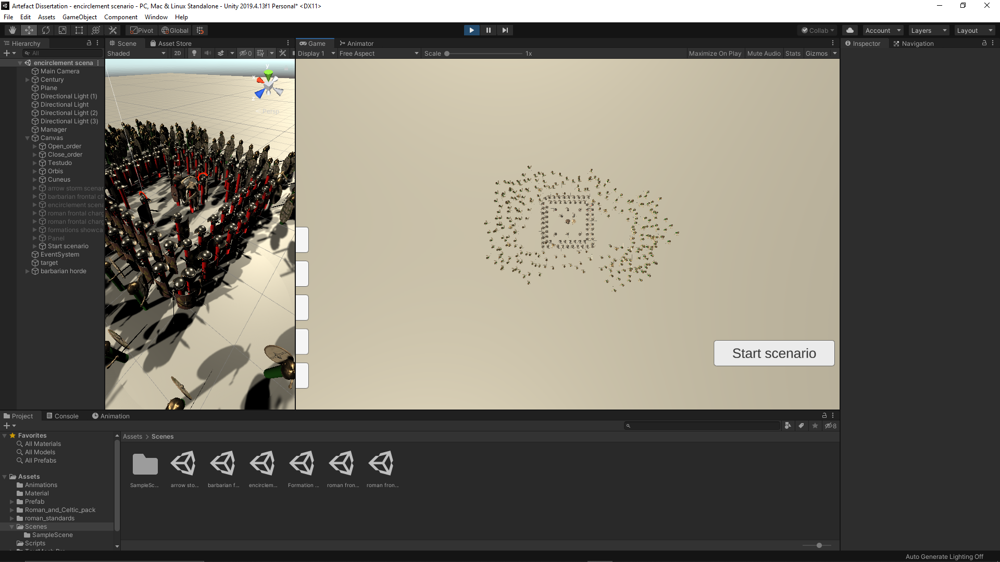 Artefact Dissertation - encirclement scenario - PC, Mac & Linux Standalone - Unity 2019.4.13f1 Personal* <DX11>
File Edit Assets GameObject Component Window Help
Pivot Global Collab Account Layers Layout
Hierarchy Scene Asset Store Game Animator Inspector Navigation
All Shaded 2D 0 Display 1 Free Aspect Scale 1x Maximize On Play Mute Audio Stats Gizmos
encirclement scena
Main Camera
Century
Plane
Directional Light (1)
Directional Light
Directional Light (2)
Directional Light (3)
Manager
Canvas
Open_order
Close_order
Testudo
Orbis
Cuneus
arrow storm scenar
barbarian frontal ch
encirclement scena
roman frontal charg
roman frontal charg
formations showca
Panel
Start scenario
EventSystem
target
barbarian horde
y
x
z
Persp
Start scenario
Project Console Animation
8
Favorites
All Materials
All Models
All Prefabs
Assets
Animations
Material
Prefab
Roman_and_Celtic_pack
roman_standards
Scenes
SampleScene
Scripts
TextMesh Pro
Assets > Scenes
SampleSc... arrow sto... barbarian f... encirclem... Formation ... roman fron... roman fron...
Auto Generate Lighting Off